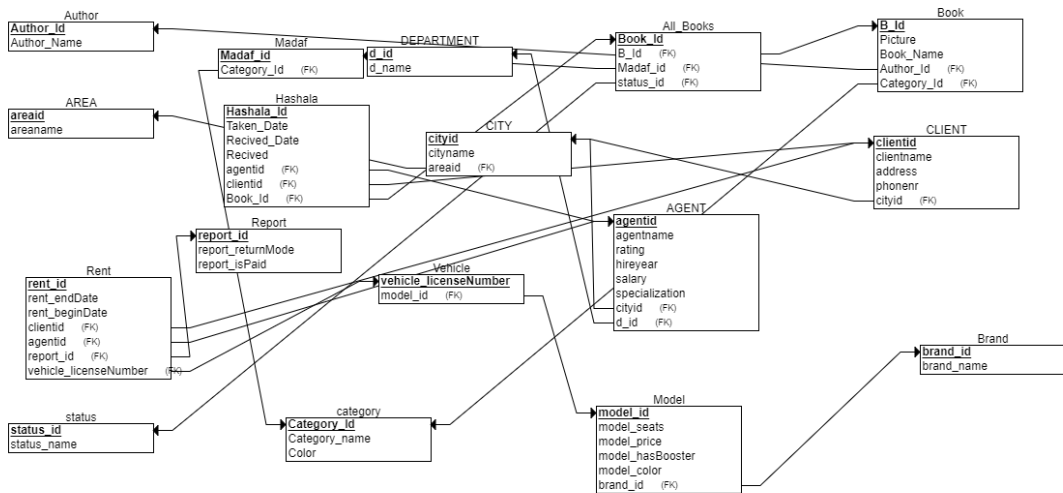 Author
Author_Id
Author_Name
Madaf
Madaf_id
Category_Id (FK)
DEPARTMENT
d_id
d_name
All_Books
Book_Id
B_Id (FK)
Madaf_id (FK)
status_id (FK)
Book
B_Id
Picture
Book_Name
Author_Id (FK)
Category_Id (FK)
AREA
areaid
areaname
Hashala
Hashala_Id
Taken_Date
Recived_Date
Recived
agentid (FK)
clientid (FK)
Book_Id (FK)
CITY
cityid
cityname
areaid (FK)
CLIENT
clientid
clientname
address
phonenr
cityid (FK)
Report
report_id
report_returnMode
report_isPaid
AGENT
agentid
agentname
rating
hireyear
salary
specialization
cityid (FK)
d_id (FK)
Rent
rent_id
rent_endDate
rent_beginDate
clientid (FK)
agentid (FK)
report_id (FK)
vehicle_licenseNumber (FK)
Vehicle
vehicle_licenseNumber
model_id (FK)
Brand
brand_id
brand_name
status
status_id
status_name
category
Category_Id
Category_name
Color
Model
model_id
model_seats
model_price
model_hasBooster
model_color
brand_id (FK)